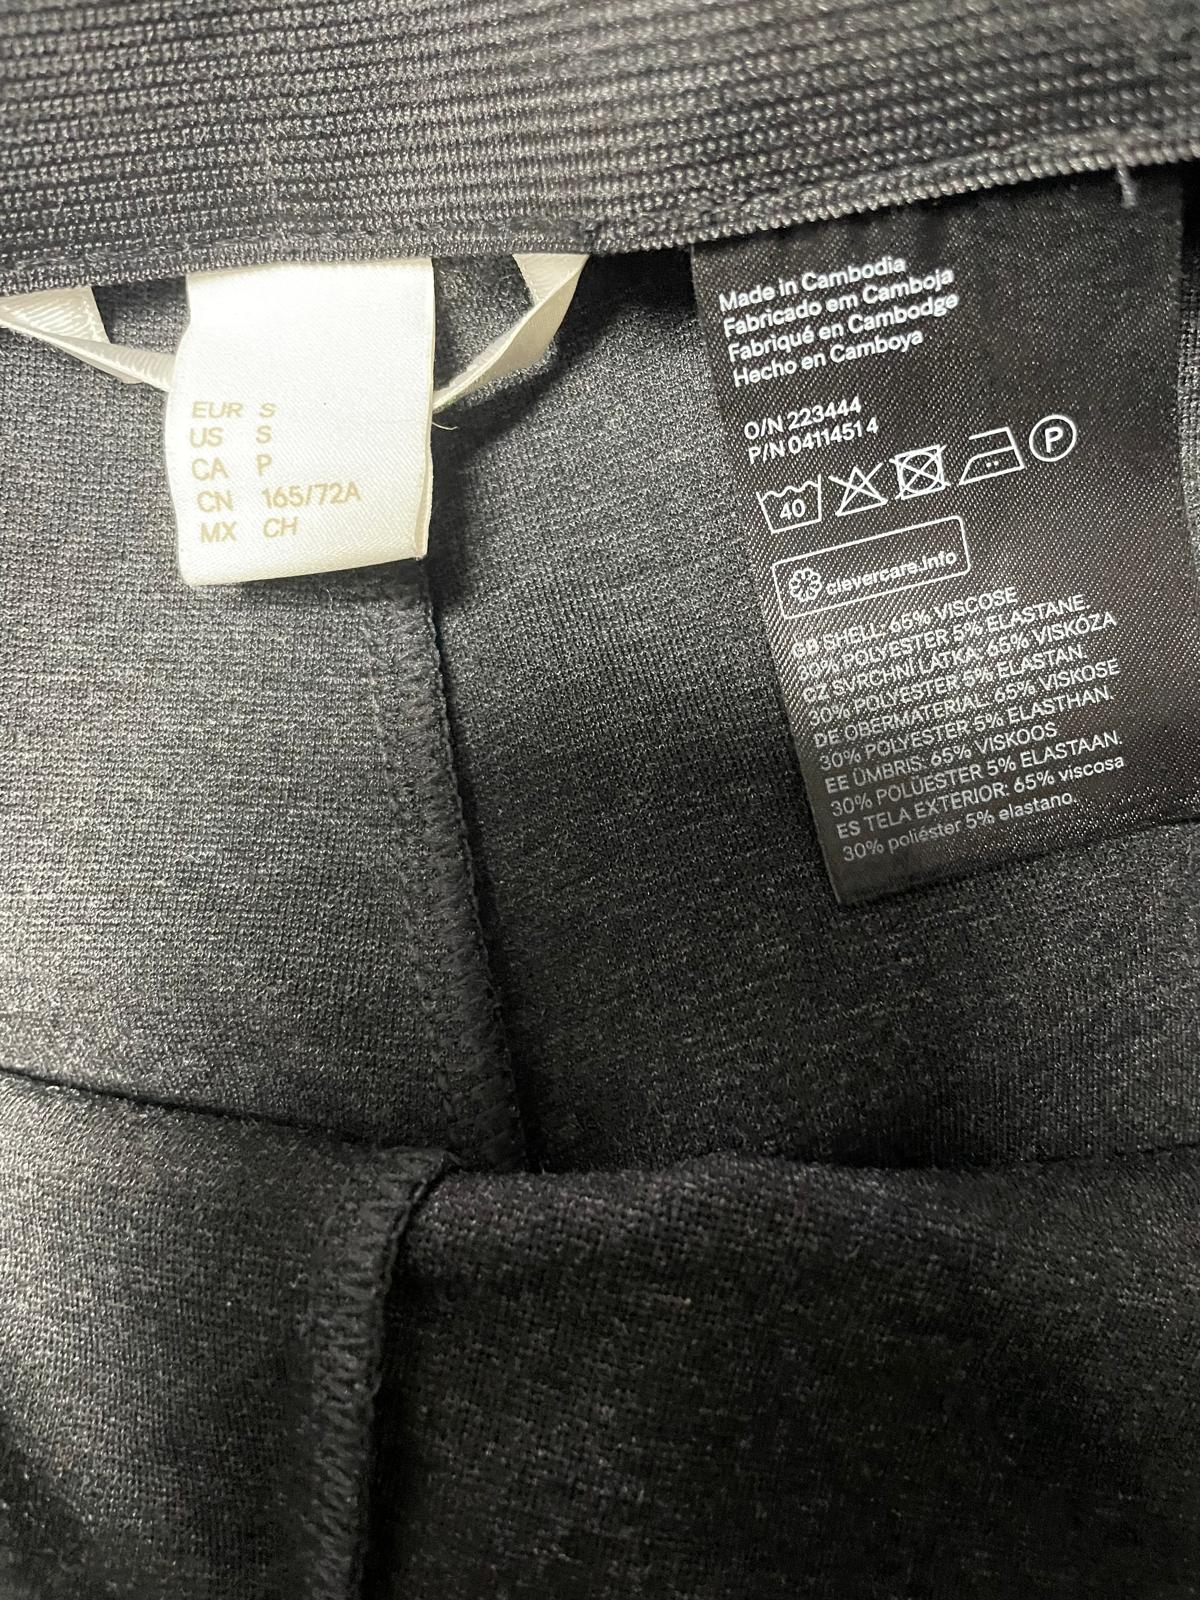 EUR S
US S
CA P
CN 165/72A
MX CH
Made in Cambodia
Fabricado em Camboja
Fabriqué en Cambodge
Hecho en Camboya
O/N 223444
P/N 04114514
40
P
clevercare.info
GB SHELL: 65% VISCOSE
30% POLYESTER 5% ELASTANE.
CZ SVRCHNI LÁTKA: 65% VISKÓZA
30% POLYESTER 5% ELASTAN.
DE OBERMATERIAL: 65% VISKOSE
30% POLYESTER 5% ELASTHAN.
EE ÜMBRIS: 65% VISKOOS
30% POLÜESTER 5% ELASTAAN.
ES TELA EXTERIOR: 65% viscosa
30% poliéster 5% elastano.